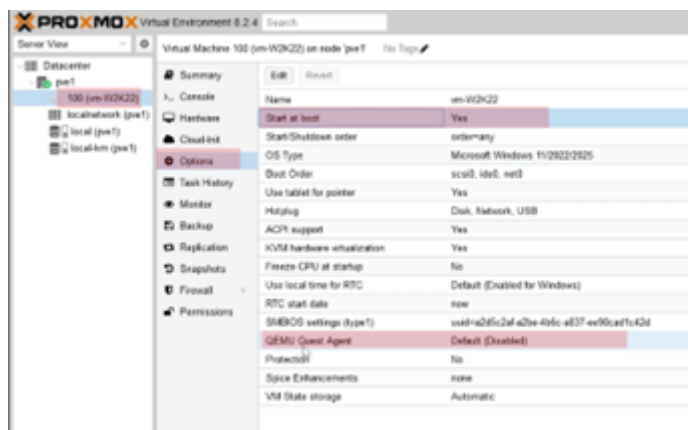 PROXMOX Virtual Environment 8.2.4 Search
Server View
Virtual Machine 100 (vm-W2K22) on node 'pve1' No Tags
Datacenter
pve1
100 (vm-W2K22)
localnetwork (pve1)
local (pve1)
local-lvm (pve1)
Summary
Console
Hardware
Cloud-Init
Options
Task History
Monitor
Backup
Replication
Snapshots
Firewall
Permissions
Edit Revert
Name vm-W2K22
Start at boot Yes
Start/Shutdown order order=any
OS Type Microsoft Windows 11/2022/2025
Boot Order scsi0, ide0, net0
Use tablet for pointer Yes
Hotplug Disk, Network, USB
ACPI support Yes
KVM hardware virtualization Yes
Freeze CPU at startup No
Use local time for RTC Default (Enabled for Windows)
RTC start date now
SMBIOS settings (type1)
QEMU Guest Agent Default (Disabled)
Protection No
Spice Enhancements none
VM State storage Automatic